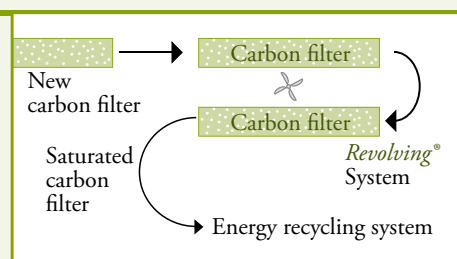 Carbon filter
New
carbon filter
Carbon filter
Saturated
carbon
filter
Revolving®
System
Energy recycling system